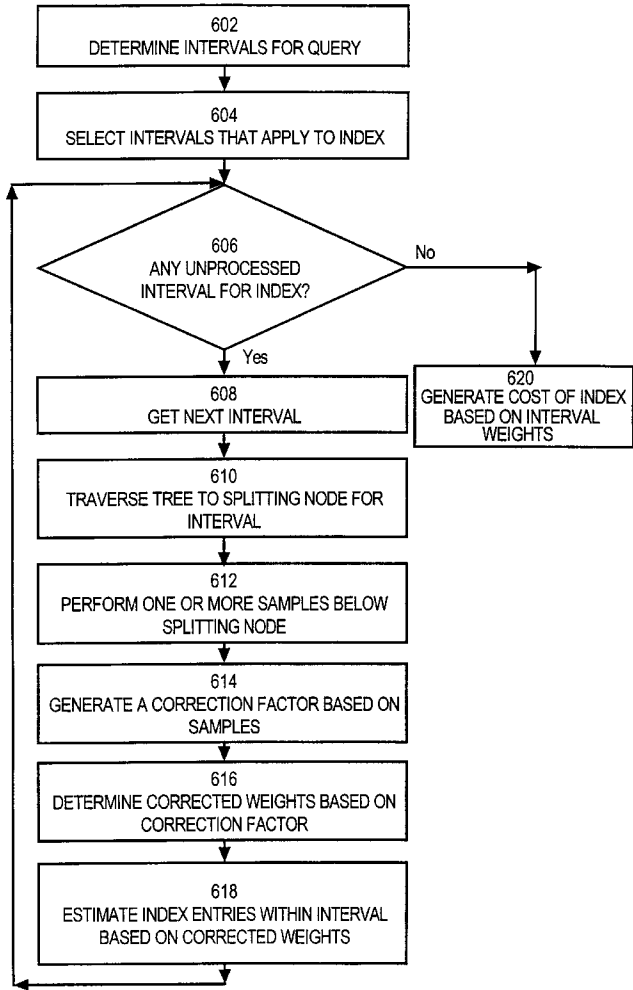 602
DETERMINE INTERVALS FOR QUERY
604
SELECT INTERVALS THAT APPLY TO INDEX
606
ANY UNPROCESSED
INTERVAL FOR INDEX?
No
Yes
608
GET NEXT INTERVAL
620
GENERATE COST OF INDEX
BASED ON INTERVAL
WEIGHTS
610
TRAVERSE TREE TO SPLITTING NODE FOR
INTERVAL
612
PERFORM ONE OR MORE SAMPLES BELOW
SPLITTING NODE
614
GENERATE A CORRECTION FACTOR BASED ON
SAMPLES
616
DETERMINE CORRECTED WEIGHTS BASED ON
CORRECTION FACTOR
618
ESTIMATE INDEX ENTRIES WITHIN INTERVAL
BASED ON CORRECTED WEIGHTS